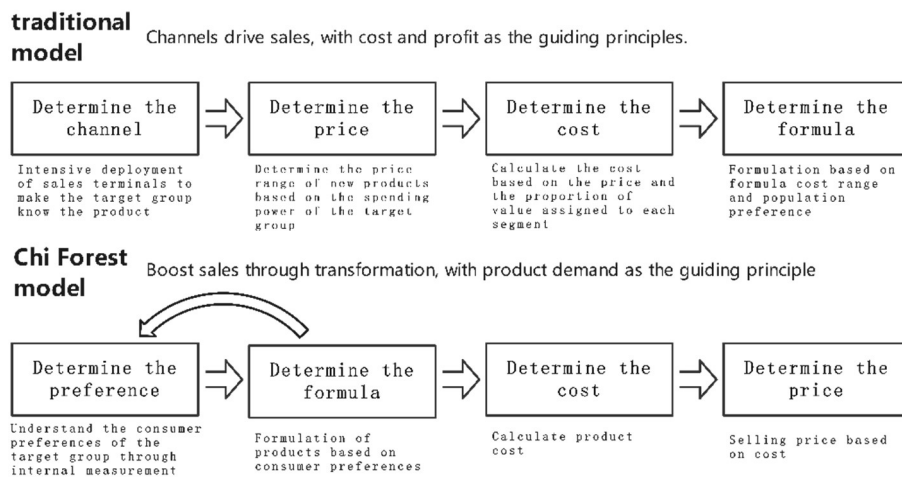 traditional
model
Channels drive sales, with cost and profit as the guiding principles.
Determine the
channel
Determine the
price
Determine the
cost
Determine the
formula
Intensive deployment
of sales terminals to
make the target group
know the product
Determine the price
range of new products
based on the spending
power of the target
group
Calculate the cost
based on the price and
the proportion of
value assigned to each
segment
Formulation based on
formula cost range
and population
preference
Chi Forest
model
Boost sales through transformation, with product demand as the guiding principle
Determine the
preference
Determine the
formula
Determine the
cost
Determine the
price
Understand the consumer
preferences of the
target group through
internal measurement
Formulation of
products based on
consumer preferences
Calculate product
cost
Selling price based
on cost